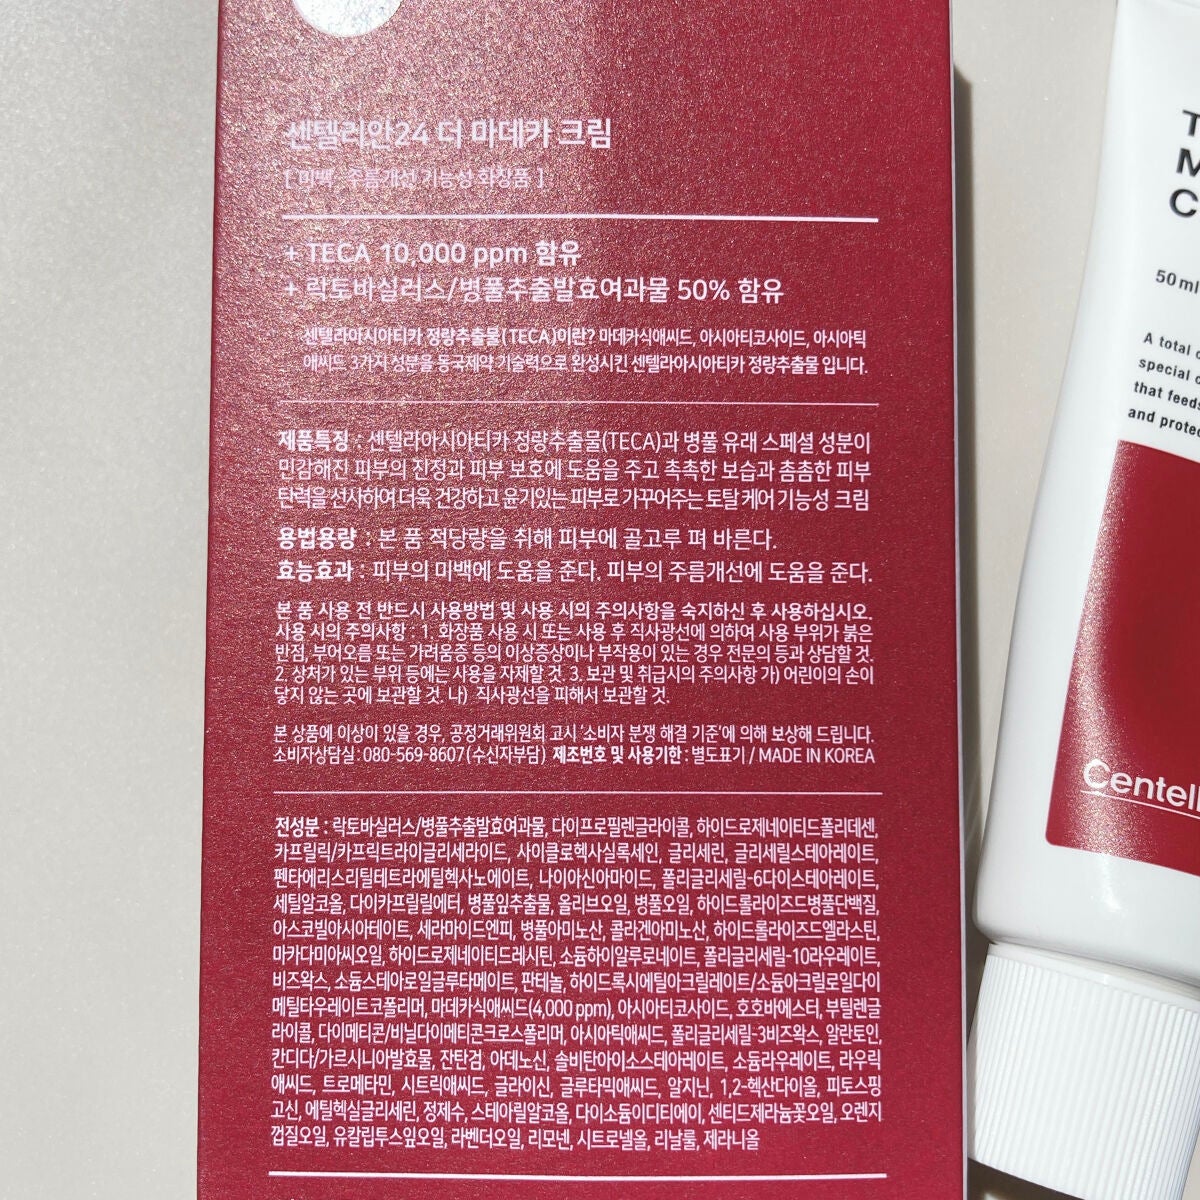 센텔리안24 더 마데카 크림
[ 미백·주름개선 기능성 화장품 ]
+ TECA 10,000 ppm 함유
+ 락토바실러스/병풀추출발효여과물 50% 함유
센텔라아시아티카 정량추출물(TECA)이란? 마데카식애씨드, 아시아티코사이드, 아시아틱
애씨드 3가지 성분을 동국제약 기술력으로 완성시킨 센텔라아시아티카 정량추출물 입니다.
제품특징 : 센텔라아시아티카 정량추출물(TECA)과 병풀 유래 스페셜 성분이
민감해진 피부의 진정과 피부 보호에 도움을 주고 촉촉한 보습과 촘촘한 피부
탄력을 선사하여 더욱 건강하고 윤기있는 피부로 가꾸어주는 토탈 케어 기능성 크림
용법용량 : 본 품 적당량을 취해 피부에 골고루 펴 바른다.
효능효과 : 피부의 미백에 도움을 준다. 피부의 주름개선에 도움을 준다.
본 품 사용 전 반드시 사용방법 및 사용 시의 주의사항을 숙지하신 후 사용하십시오.
사용 시의 주의사항 : 1. 화장품 사용 시 또는 사용 후 직사광선에 의하여 사용 부위가 붉은
반점, 부어오름 또는 가려움증 등의 이상증상이나 부작용이 있는 경우 전문의 등과 상담할 것.
2. 상처가 있는 부위 등에는 사용을 자제할 것. 3. 보관 및 취급시의 주의사항 가) 어린이의 손이
닿지 않는 곳에 보관할 것. 나) 직사광선을 피해서 보관할 것.
본 상품에 이상이 있을 경우, 공정거래위원회 고시 '소비자 분쟁 해결 기준'에 의해 보상해 드립니다.
소비자상담실 : 080-569-8607 (수신자부담) 제조번호 및 사용기한 : 별도표기 / MADE IN KOREA
전성분 : 락토바실러스/병풀추출발효여과물, 다이프로필렌글라이콜, 하이드로제네이티드폴리데센,
카프릴릭/카프릭트라이글리세라이드, 사이클로헥사실록세인, 글리세린, 글리세릴스테아레이트,
펜타에리스리틸테트라에틸헥사노에이트, 나이아신아마이드, 폴리글리세릴-6다이스테아레이트,
세틸알코올, 다이카프릴릴에터, 병풀잎추출물, 올리브오일, 병풀오일, 하이드롤라이즈드병풀단백질,
아스코빌아시아테이트, 세라마이드엔피, 병풀아미노산, 콜라겐아미노산, 하이드롤라이즈드엘라스틴,
마카다미아씨오일, 하이드로제네이티드레시틴, 소듐하이알루로네이트, 폴리글리세릴-10라우레이트,
비즈왁스, 소듐스테아로일글루타메이트, 판테놀, 하이드록시에틸아크릴레이트/소듐아크릴로일다이
메틸타우레이트코폴리머, 마데카식애씨드(4,000 ppm), 아시아티코사이드, 호호바에스터, 부틸렌글
라이콜, 다이메티콘/비닐다이메티콘크로스폴리머, 아시아틱애씨드, 폴리글리세릴-3비즈왁스, 알란토인,
칸디다/가르시니아발효물, 잔탄검, 아데노신, 솔비탄아이소스테아레이트, 소듐라우레이트, 라우릭
애씨드, 트로메타민, 시트릭애씨드, 글라이신, 글루타믹애씨드, 알지닌, 1,2-헥산다이올, 피토스핑
고신, 에틸헥실글리세린, 정제수, 스테아릴알코올, 다이소듐이디티에이, 센티드제라늄꽃오일, 오렌지
껍질오일, 유칼립투스잎오일, 라벤더오일, 리모넨, 시트로넬올, 리날룰, 제라니올
T
M
C
50ml
A total
special c
that feeds
and protec
Centell